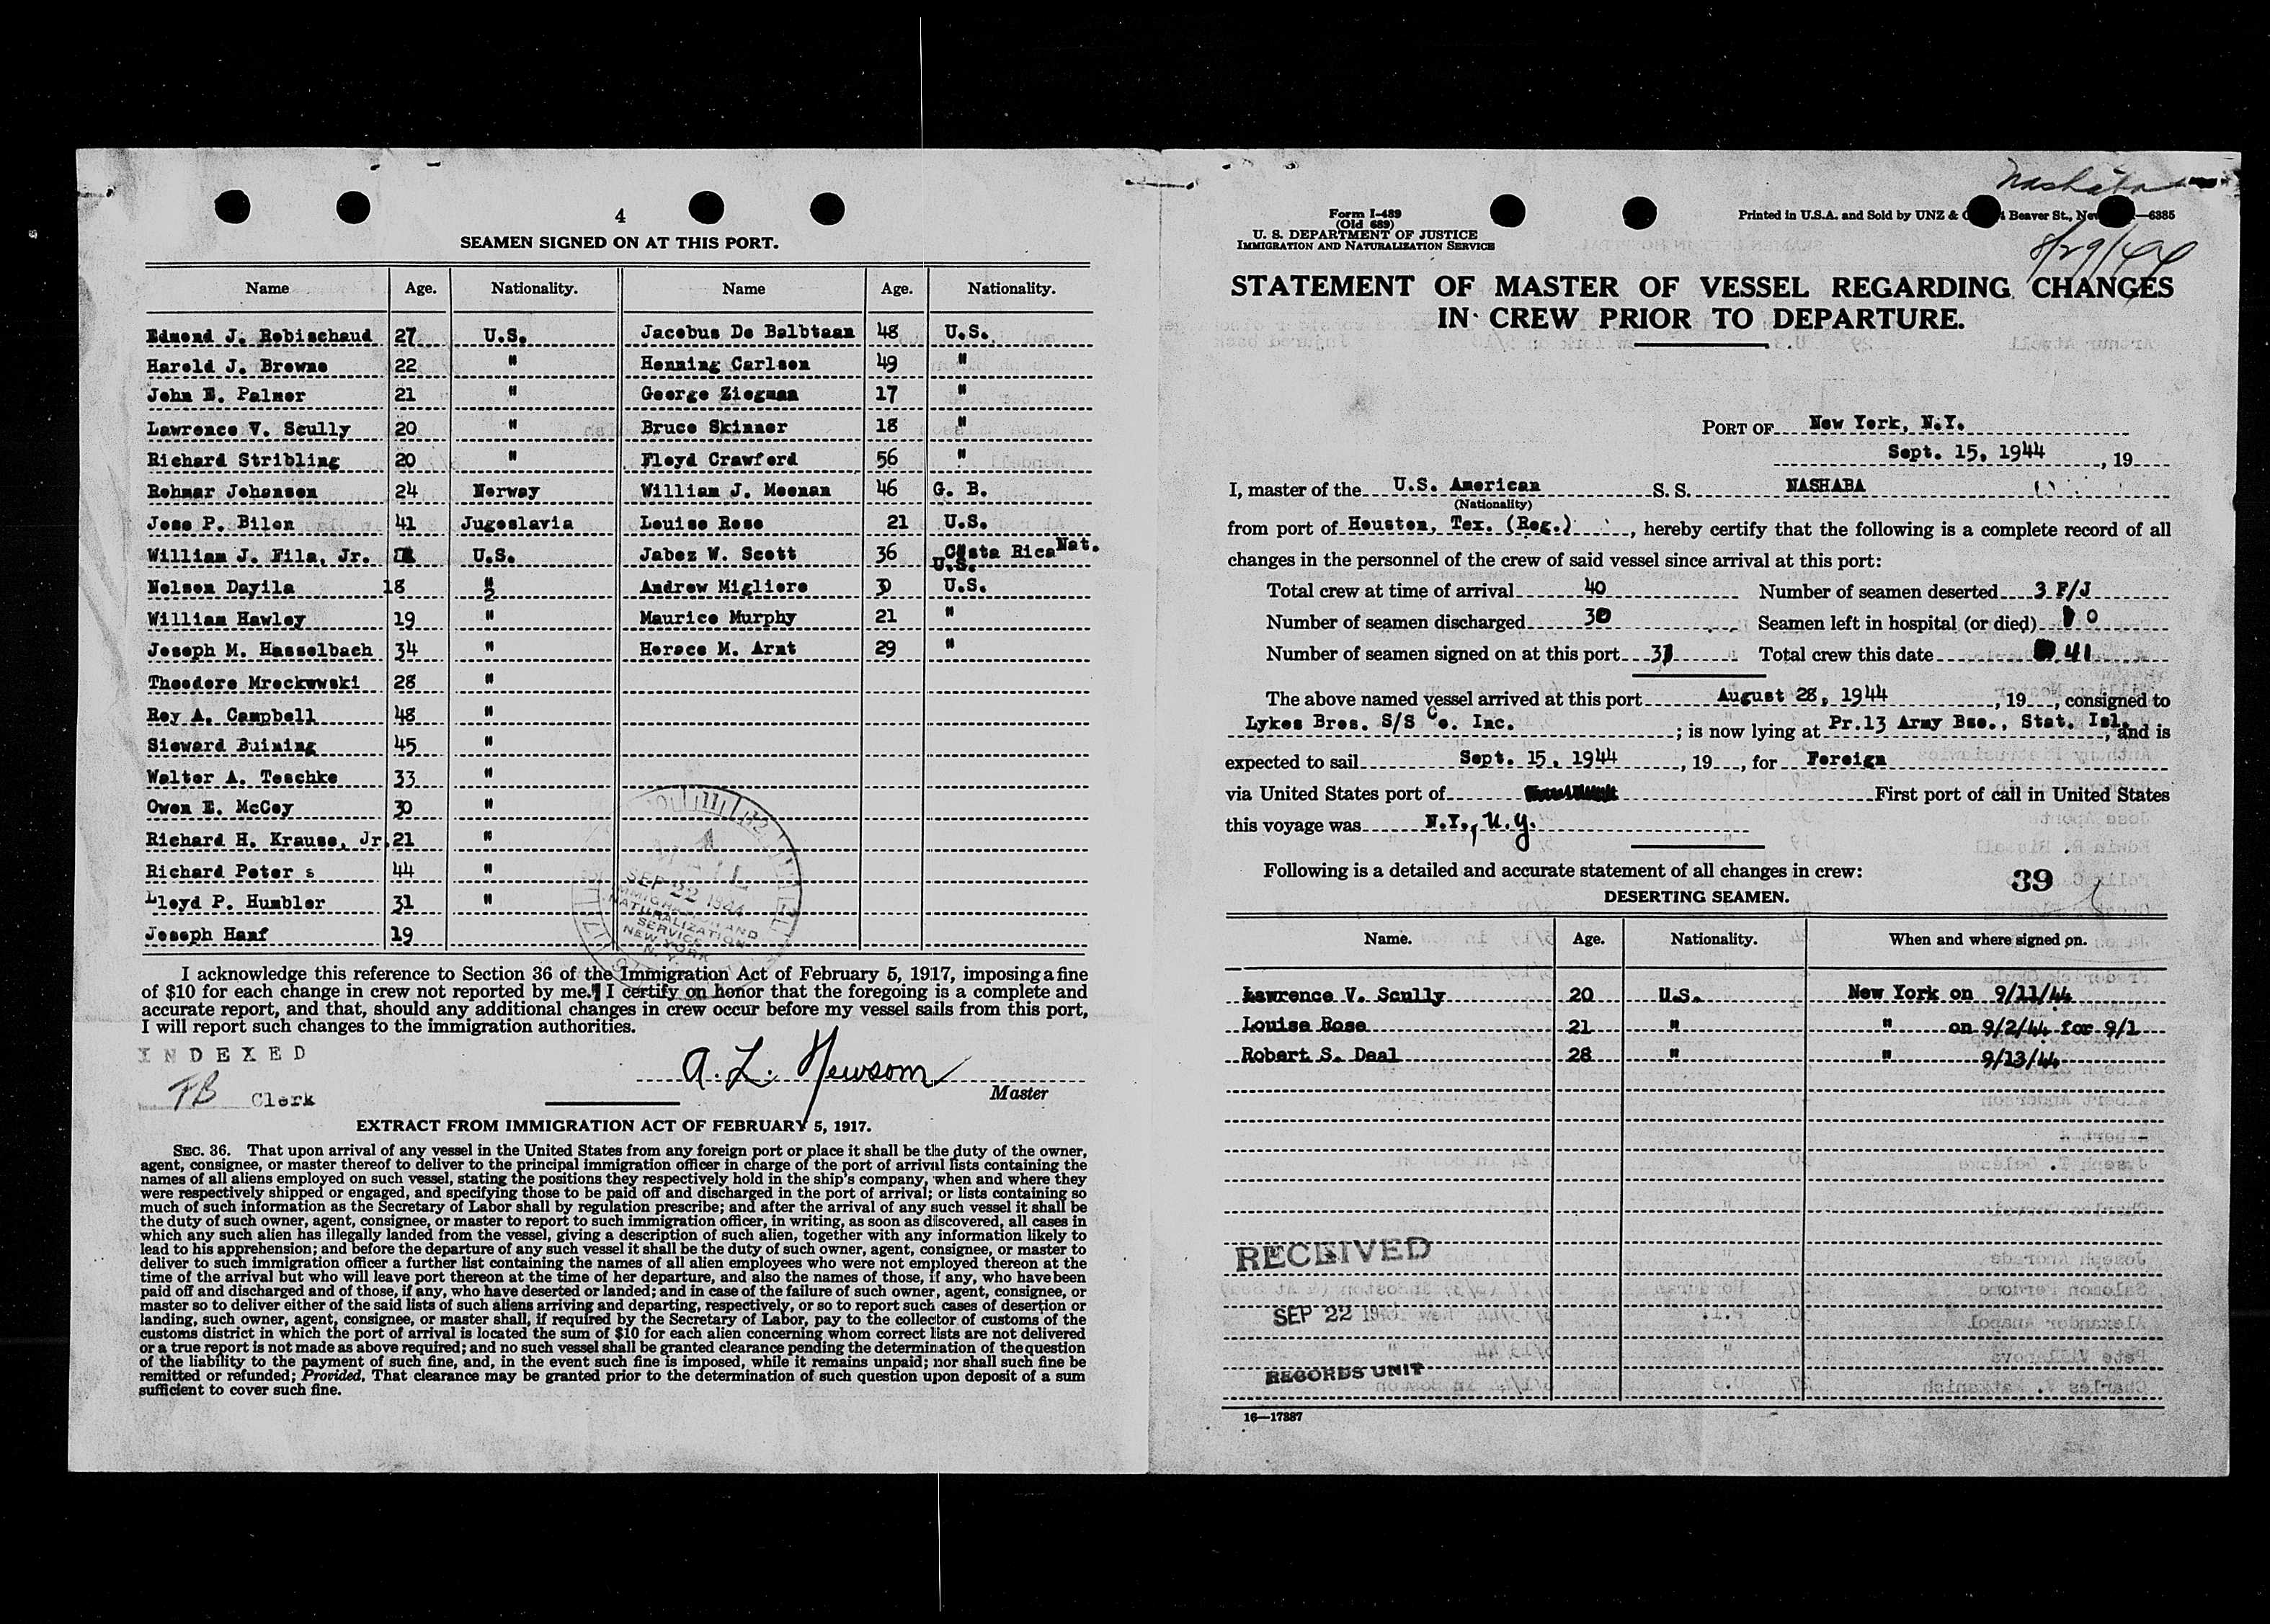 4
SEAMEN SIGNED ON AT THIS PORT.
Name Age. Nationality. Name Age. Nationality.
Edmond J. Robischaud 27 U.S. Jacobus De Balbtaan 48 U.S.
Harold J. Browne 22 " Henning Carlson 49 "
John E. Palmer 21 " George Ziegman 17 "
Lawrence V. Scully 20 " Bruce Skinner 18 "
Richard Stribling 20 " Floyd Crawford 56 "
Rohmar Johansen 24 Norway William J. Meenan 46 G. B.
Jose P. Bilon 41 Jugoslavia Louise Rose 21 U.S.
William J. Fila, Jr. U.S. Jabez W. Scott 36 Costa Rica Nat.
U.S.
Nelson Davila 18 " Andrew Migliore 30 U.S.
William Hawley 19 " Maurice Murphy 21 "
Joseph M. Hasselbach 34 " Horace M. Arnt 29 "
Theodore Mrockowski 28 "
Roy A. Campbell 48 "
Sieward Buining 45 "
Walter A. Teschke 33 "
Owen E. McCoy 30 "
Richard H. Krause, Jr. 21 "
Richard Peter s 44 "
Lloyd P. Humbler 31 "
Joseph Hanf 19
MAIL
SEP 22 1944
IMMIGRATION AND
NATURALIZATION
SERVICE
NEW YORK
N. Y.
I acknowledge this reference to Section 36 of the Immigration Act of February 5, 1917, imposing a fine
of $10 for each change in crew not reported by me. I certify on honor that the foregoing is a complete and
accurate report, and that, should any additional changes in crew occur before my vessel sails from this port,
I will report such changes to the immigration authorities.
INDEXED
A. L. Newsom
TB Clerk
Master
EXTRACT FROM IMMIGRATION ACT OF FEBRUARY 5, 1917.
SEC. 36. That upon arrival of any vessel in the United States from any foreign port or place it shall be the duty of the owner,
agent, consignee, or master thereof to deliver to the principal immigration officer in charge of the port of arrival lists containing the
names of all aliens employed on such vessel, stating the positions they respectively hold in the ship's company, when and where they
were respectively shipped or engaged, and specifying those to be paid off and discharged in the port of arrival; or lists containing so
much of such information as the Secretary of Labor shall by regulation prescribe; and after the arrival of any such vessel it shall be
the duty of such owner, agent, consignee, or master to report to such immigration officer, in writing, as soon as discovered, all cases in
which any such alien has illegally landed from the vessel, giving a description of such alien, together with any information likely to
lead to his apprehension; and before the departure of any such vessel it shall be the duty of such owner, agent, consignee, or master to
deliver to such immigration officer a further list containing the names of all alien employees who were not employed thereon at the
time of the arrival but who will leave port thereon at the time of her departure, and also the names of those, if any, who have been
paid off and discharged and of those, if any, who have deserted or landed; and in case of the failure of such owner, agent, consignee, or
master so to deliver either of the said lists of such aliens arriving and departing, respectively, or so to report such cases of desertion or
landing, such owner, agent, consignee, or master shall, if required by the Secretary of Labor, pay to the collector of customs of the
customs district in which the port of arrival is located the sum of $10 for each alien concerning whom correct lists are not delivered
or a true report is not made as above required; and no such vessel shall be granted clearance pending the determination of the question
of the liability to the payment of such fine, and, in the event such fine is imposed, while it remains unpaid; nor shall such fine be
remitted or refunded; Provided, That clearance may be granted prior to the determination of such question upon deposit of a sum
sufficient to cover such fine.
Nashaba
Form I-489
(Old 689)
U. S. DEPARTMENT OF JUSTICE
IMMIGRATION AND NATURALIZATION SERVICE
Printed in U.S.A. and Sold by UNZ & Beaver St., New —6385
8/29/44
STATEMENT OF MASTER OF VESSEL REGARDING CHANGES
IN CREW PRIOR TO DEPARTURE.
PORT OF New York, N.Y.
Sept. 15, 1944, 19
I, master of the U.S. American S. S. NASHABA
(Nationality)
from port of Houston, Tex. (Reg.), hereby certify that the following is a complete record of all
changes in the personnel of the crew of said vessel since arrival at this port:
Total crew at time of arrival 40 Number of seamen deserted 3 F/J
Number of seamen discharged 30 Seamen left in hospital (or died) 0
Number of seamen signed on at this port 31 Total crew this date 41
The above named vessel arrived at this port August 28, 1944, 19, consigned to
Lykes Bros. S/S Co. Inc.; is now lying at Pr.13 Army Bse., Stat. Isl., and is
expected to sail Sept. 15, 1944, 19, for Foreign
via United States port of First port of call in United States
this voyage was N.Y., N.Y.
Following is a detailed and accurate statement of all changes in crew:
39
DESERTING SEAMEN.
Name. Age. Nationality. When and where signed on.
Lawrence V. Scully 20 U.S. New York on 9/11/44
Louise Rose 21 " " on 9/2/44 for 9/1
Robert S. Deal 28 " " 9/13/44
RECEIVED
SEP 22 1944
RECORDS UNIT
16—17387